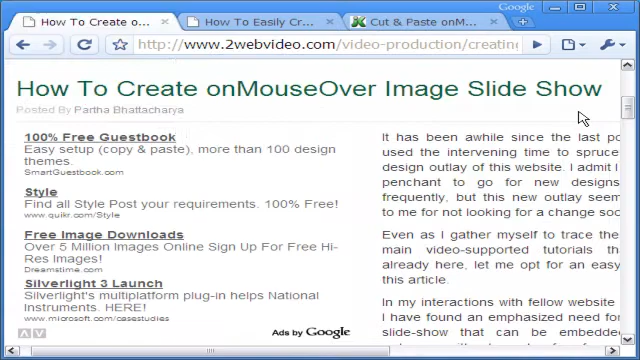 Google
How To Create o
How To Easily Cr
Cut & Paste onM
http://www.2webvideo.com/video-production/creating
How To Create onMouseOver Image Slide Show
Posted By Partha Bhattacharya
100% Free Guestbook
Easy setup (copy & paste), more than 100 design
themes.
SmartGuestbook.com
Style
Find all Style Post your requirements. 100% Free!
www.quikr.com/Style
Free Image Downloads
Over 5 Million Images Online Sign Up For Free Hi-
Res Images!
Dreamstime.com
Silverlight 3 Launch
Silverlight's multiplatform plug-in helps National
Instruments. HERE!
www.microsoft.com/casestudies
Ads by Google
It has been awhile since the last po
used the intervening time to spruce
design outlay of this website. I admit I
penchant to go for new designs
frequently, but this new outlay seem
to me for not looking for a change soo
Even as I gather myself to trace the
main video-supported tutorials th
already here, let me opt for an easy
this article.
In my interactions with fellow website
I have found an emphasized need for
slide-show that can be embedde